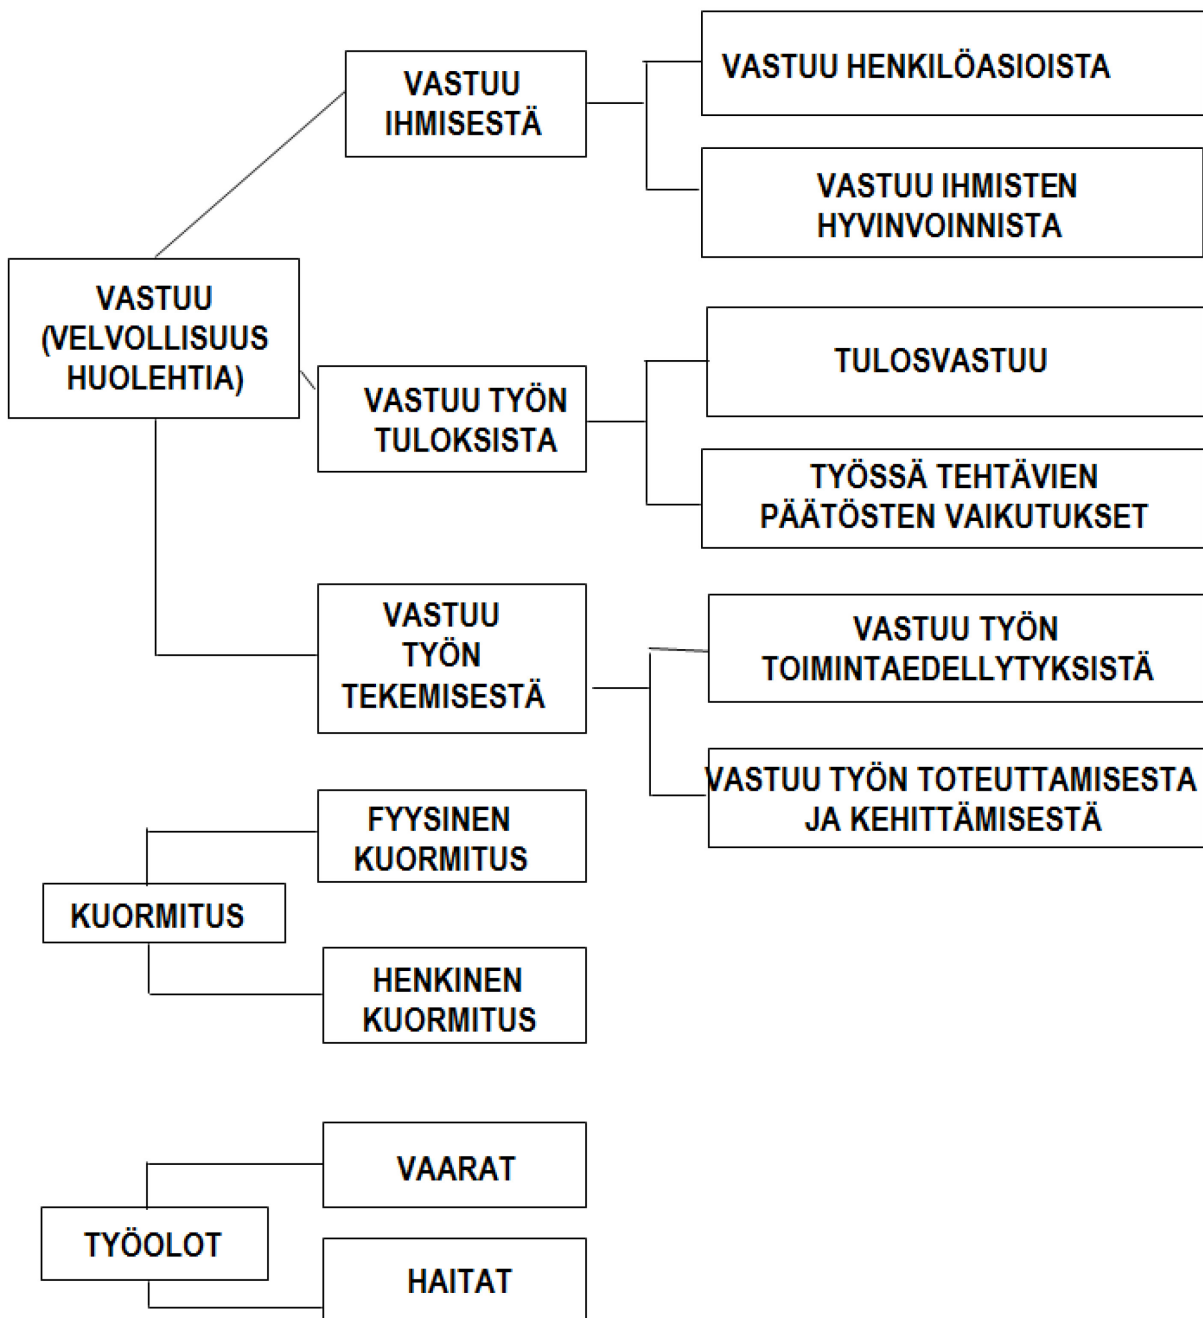 VASTUU
IHMISESTÄ
VASTUU HENKILÖASIOISTA
VASTUU IHMISTEN
HYVINVOINNISTA
VASTUU
(VELVOLLISUUS
HUOLEHTIA)
VASTUU TYÖN
TULOKSISTA
TULOSVASTUU
TYÖSSÄ TEHTÄVIEN
PÄÄTÖSTEN VAIKUTUKSET
VASTUU
TYÖN
TEKEMISESTÄ
VASTUU TYÖN
TOIMINTAEDELLYTYKSISTÄ
VASTUU TYÖN TOTEUTTAMISESTA
JA KEHITTÄMISESTÄ
KUORMITUS
FYYSINEN
KUORMITUS
HENKINEN
KUORMITUS
TYÖOLOT
VAARAT
HAITAT